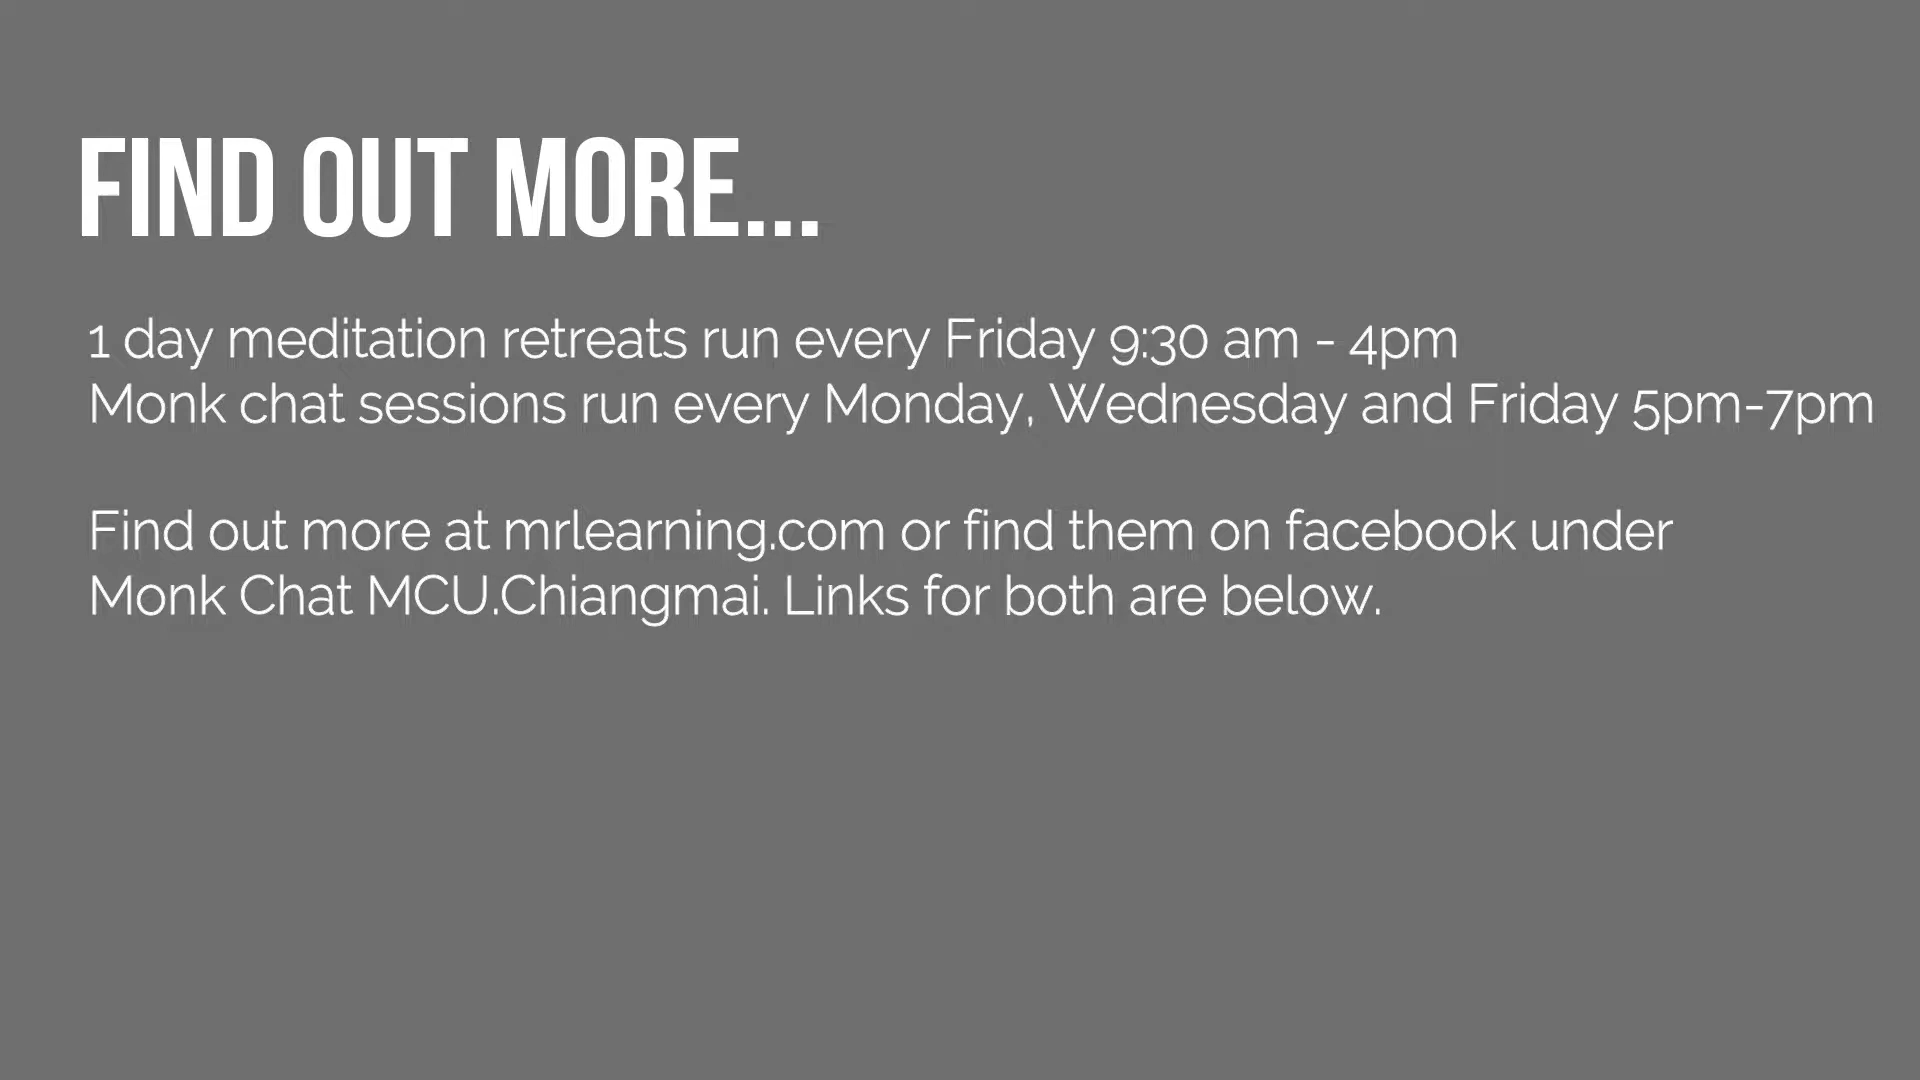 FIND OUT MORE...
1 day meditation retreats run every Friday 9:30 am - 4pm
Monk chat sessions run every Monday, Wednesday and Friday 5pm-7pm
Find out more at mrlearning.com or find them on facebook under
Monk Chat MCU.Chiangmai. Links for both are below.